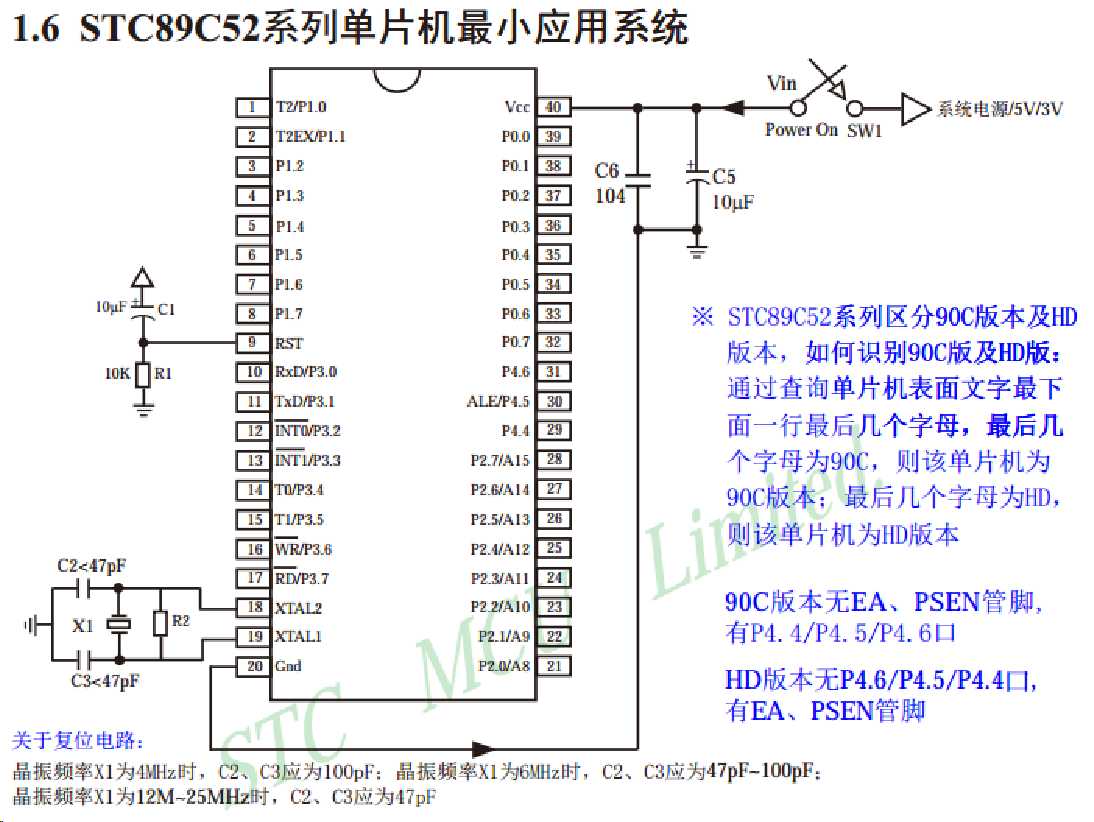 1.6 STC89C52系列单片机最小应用系统
1 T2/P1.0
2 T2EX/P1.1
3 P1.2
4 P1.3
5 P1.4
6 P1.5
7 P1.6
8 P1.7
9 RST
10 RxD/P3.0
11 TxD/P3.1
12 INT0/P3.2
13 INT1/P3.3
14 T0/P3.4
15 T1/P3.5
16 WR/P3.6
17 RD/P3.7
18 XTAL2
19 XTAL1
20 Gnd
Vcc 40
P0.0 39
P0.1 38
P0.2 37
P0.3 36
P0.4 35
P0.5 34
P0.6 33
P0.7 32
P4.6 31
ALE/P4.5 30
P4.4 29
P2.7/A15 28
P2.6/A14 27
P2.5/A13 26
P2.4/A12 25
P2.3/A11 24
P2.2/A10 23
P2.1/A9 22
P2.0/A8 21
10μF + C1
10K R1
C2<47pF
X1 R2
C3<47pF
Vin
系统电源/5V/3V
Power On SW1
C6
104
+ C5
10μF
※ STC89C52系列区分90C版本及HD
版本，如何识别90C版及HD版：
通过查询单片机表面文字最下
面一行最后几个字母，最后几
个字母为90C，则该单片机为
90C版本；最后几个字母为HD，
则该单片机为HD版本
90C版本无EA、PSEN管脚，
有P4.4/P4.5/P4.6口
HD版本无P4.6/P4.5/P4.4口，
有EA、PSEN管脚
STC MCU Limited.
关于复位电路：
晶振频率X1为4MHz时，C2、C3应为100pF；晶振频率X1为6MHz时，C2、C3应为47pF~100pF；
晶振频率X1为12M~25MHz时，C2、C3应为47pF